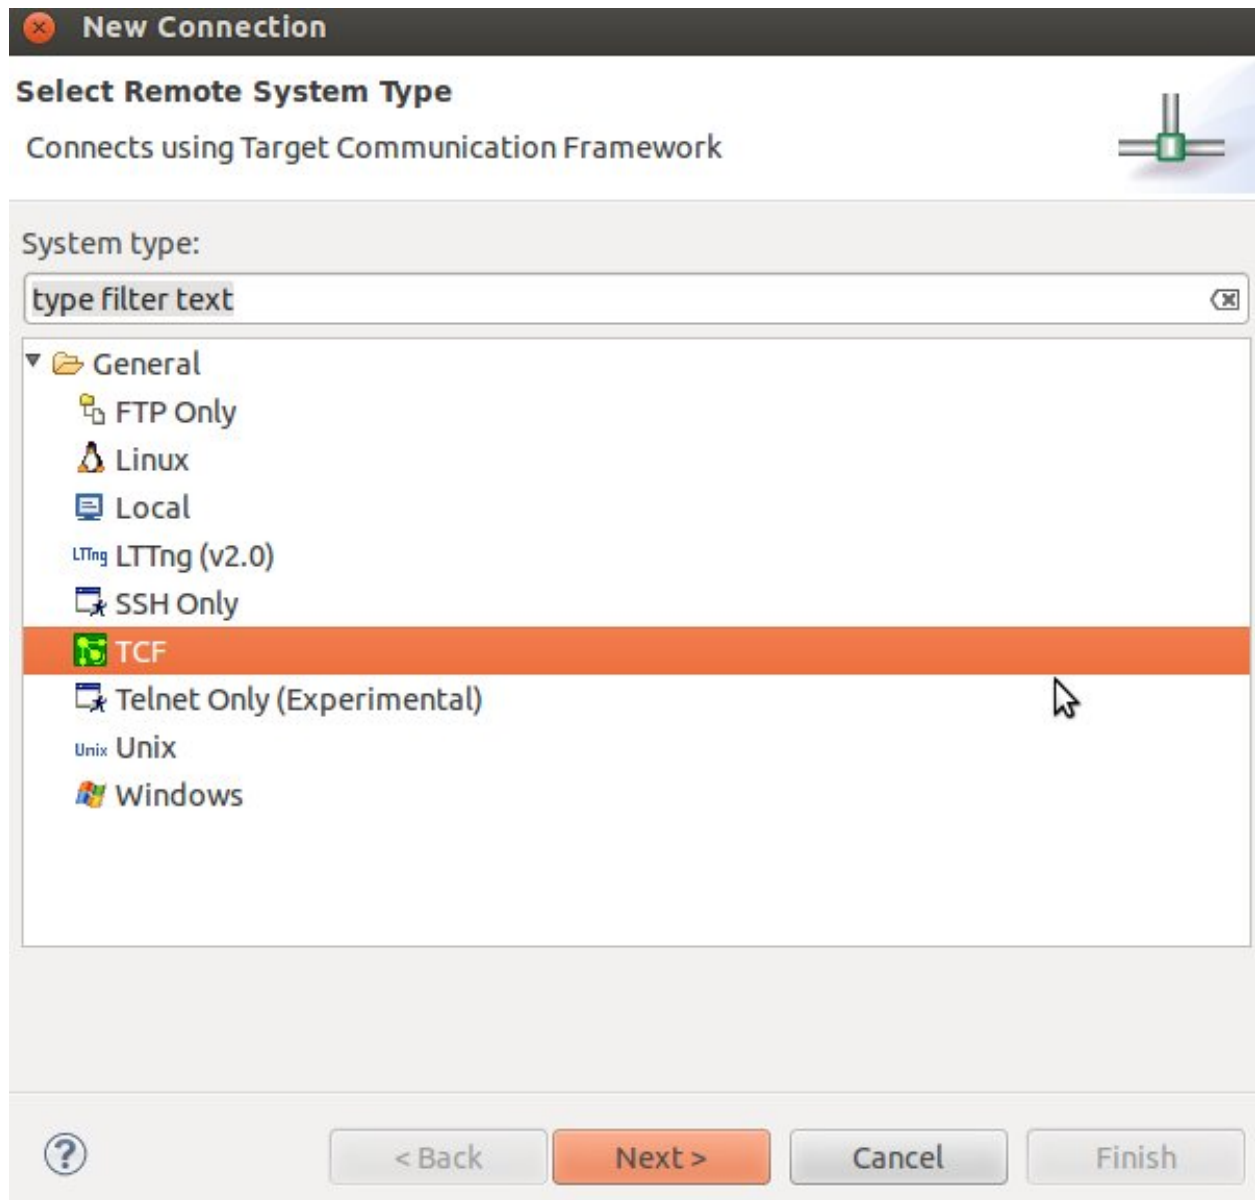 New Connection
Select Remote System Type
Connects using Target Communication Framework
System type:
type filter text
General
FTP Only
Linux
Local
LTTng LTTng (v2.0)
SSH Only
TCF
Telnet Only (Experimental)
Unix Unix
Windows
? < Back Next > Cancel Finish